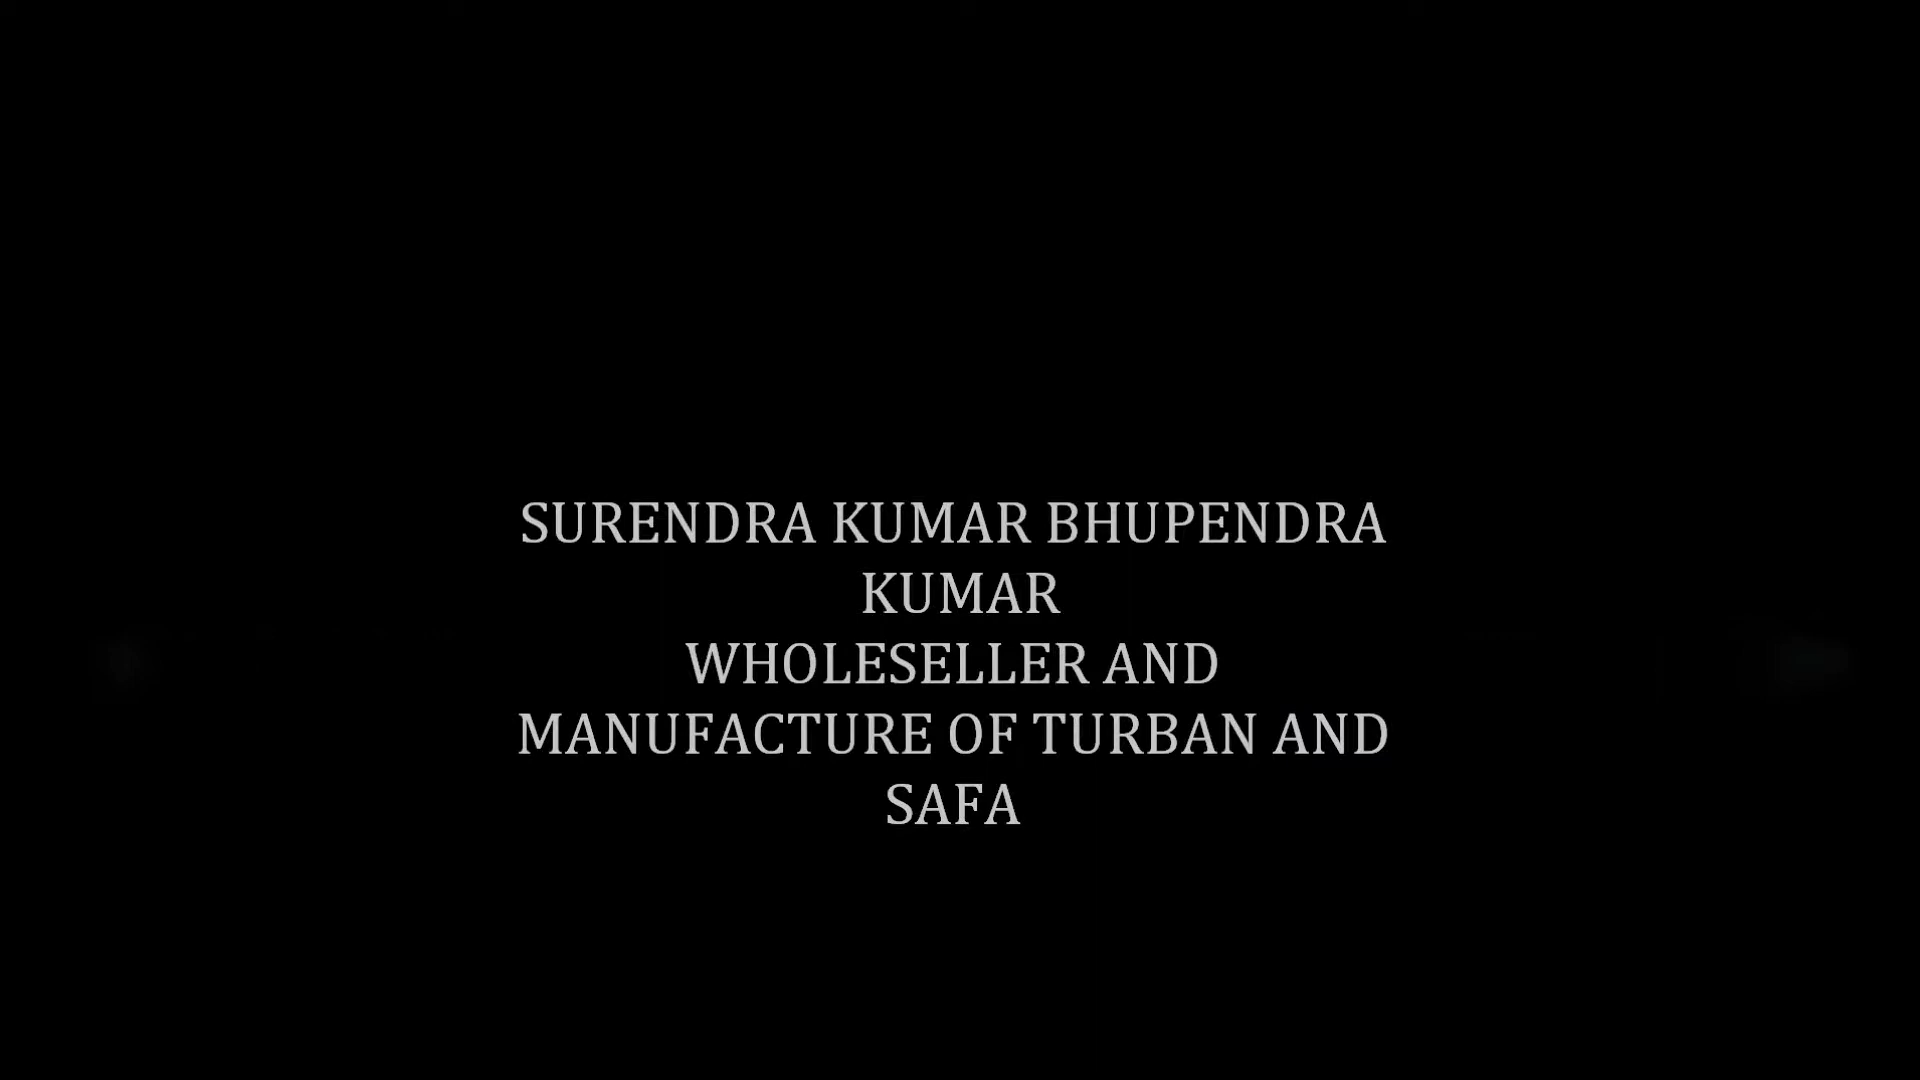 SURENDRA KUMAR BHUPENDRA
KUMAR
WHOLESELLER AND
MANUFACTURE OF TURBAN AND
SAFA